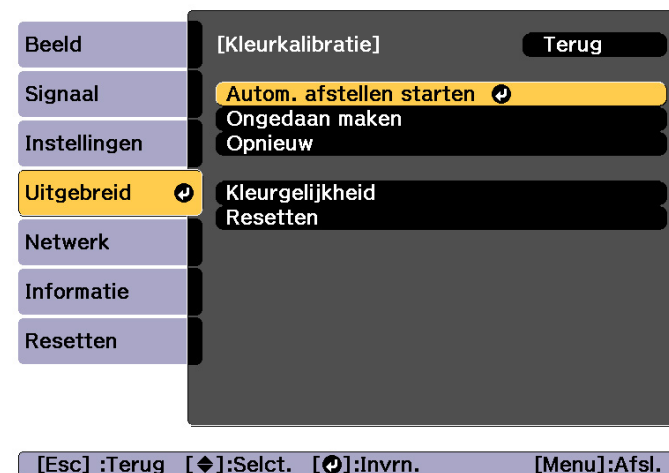 Beeld
Signaal
Instellingen
Uitgebreid
Netwerk
Informatie
Resetten
[Kleurkalibratie] Terug
Autom. afstellen starten
Ongedaan maken
Opnieuw
Kleurgelijkheid
Resetten
[Esc] :Terug [◆]:Selct. [↵]:Invrn. [Menu]:Afsl.